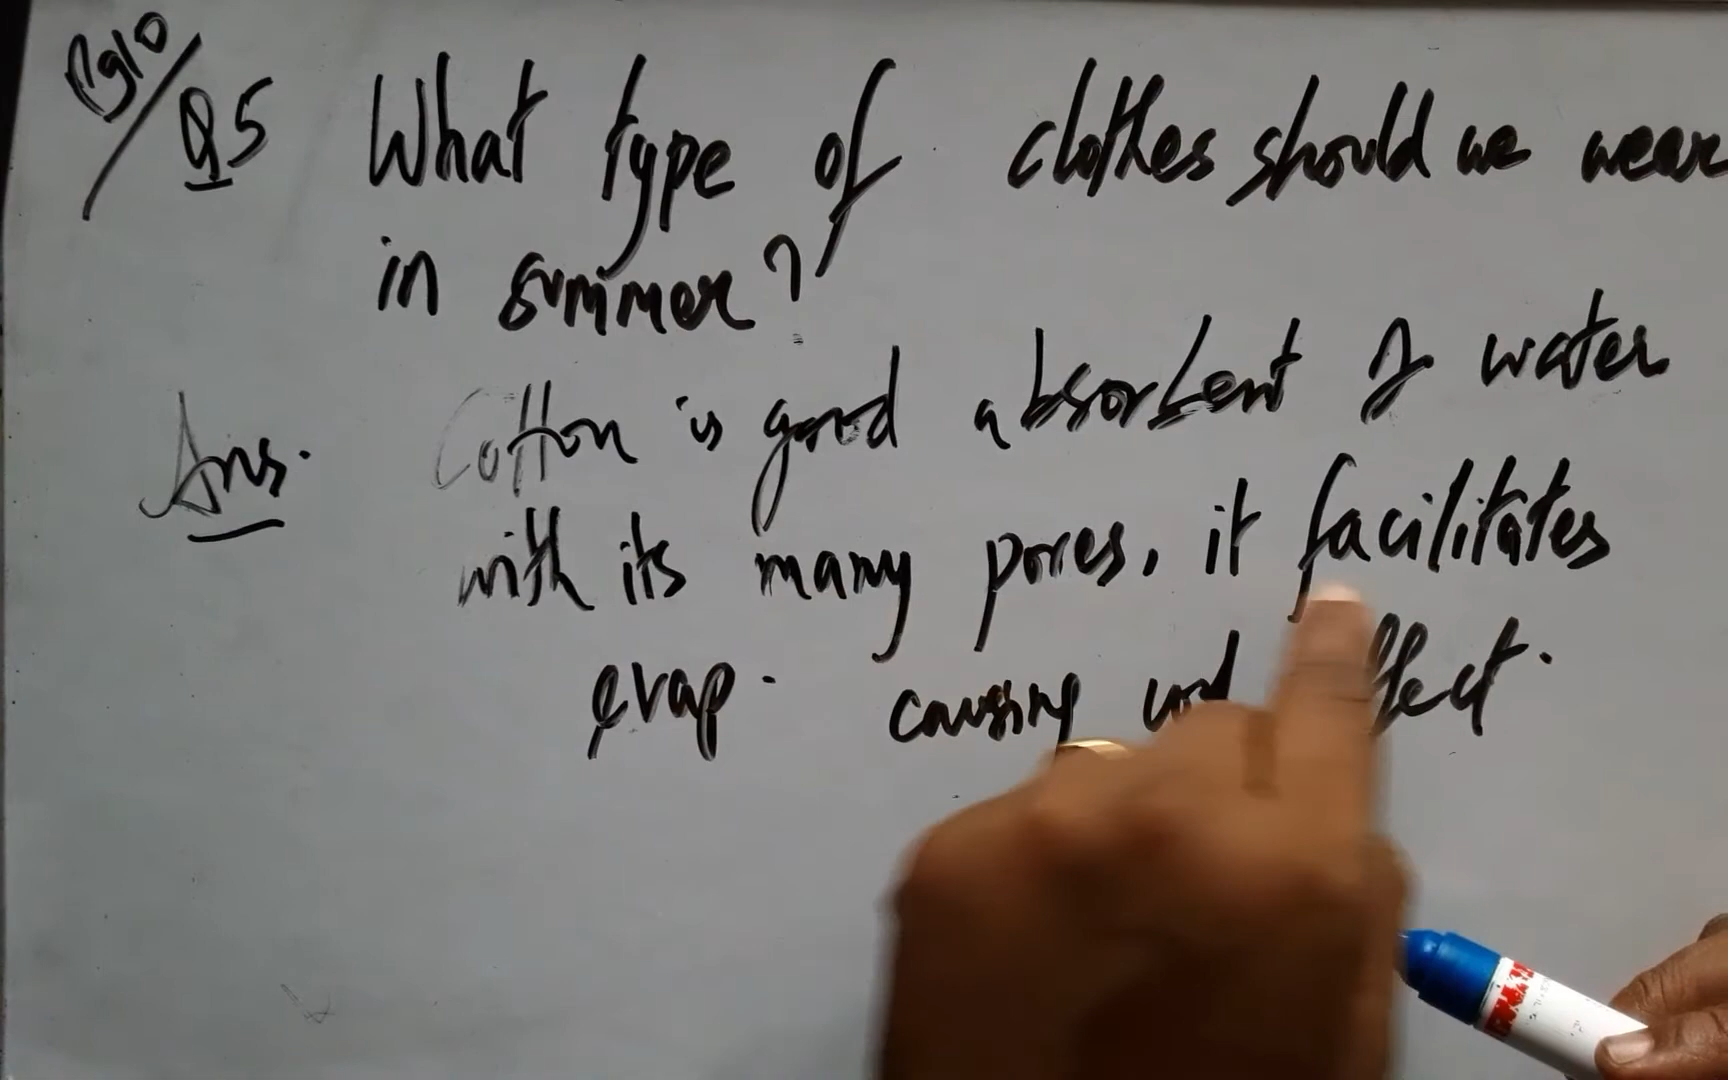 Pg10/
Q5 What type of clothes should we wear
in summer?
Ans. Cotton is good absorbent of water
with its many pores, it facilitates
evap. causing